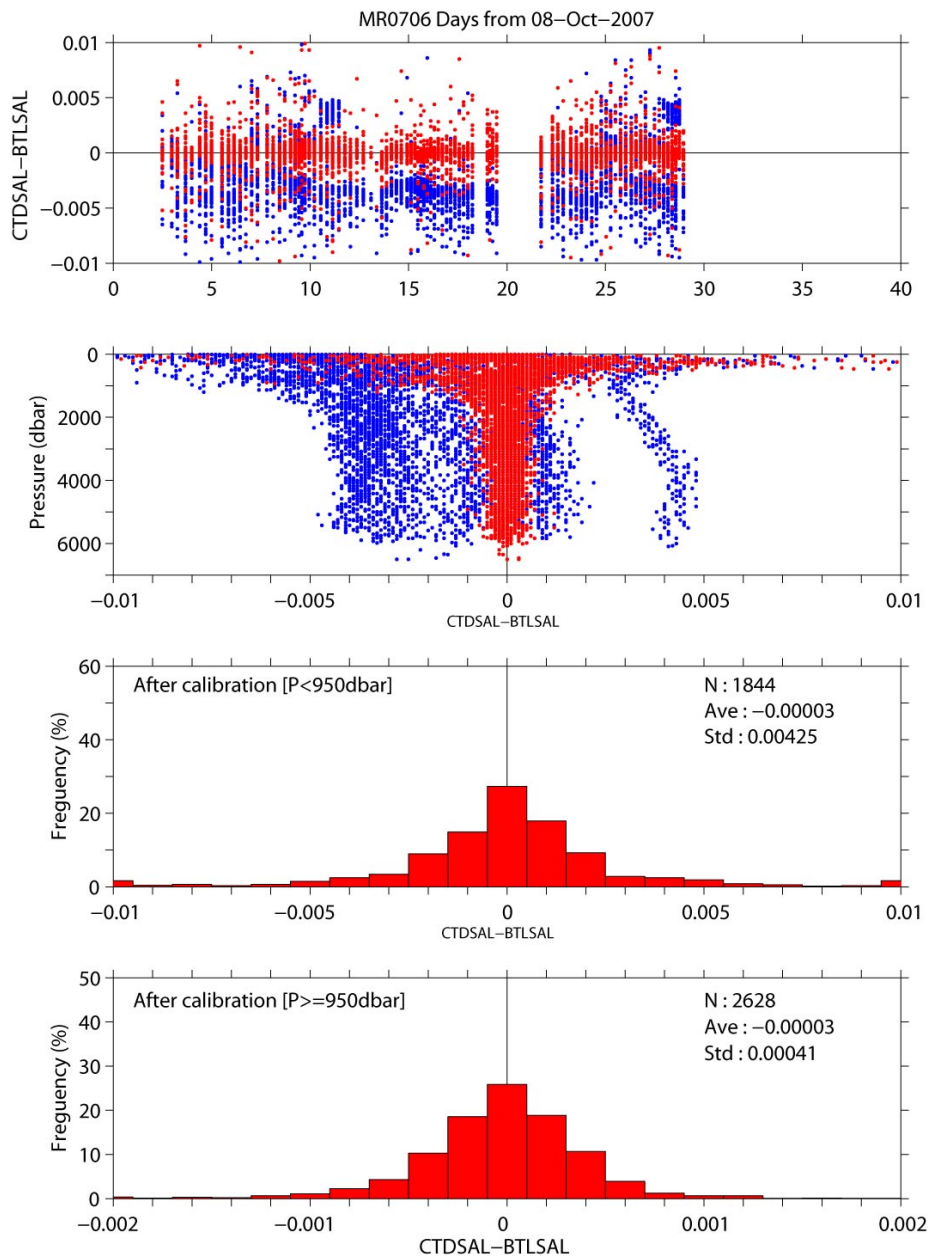 MR0706 Days from 08−Oct−2007
CTDSAL−BTLSAL
0.01
0.005
0
−0.005
−0.01
0 5 10 15 20 25 30 35 40
Pressure (dbar)
0
2000
4000
6000
−0.01 −0.005 0 0.005 0.01
CTDSAL−BTLSAL
Freguency (%)
60
40
20
0
After calibration [P<950dbar]
N : 1844
Ave : −0.00003
Std : 0.00425
−0.01 −0.005 0 0.005 0.01
CTDSAL−BTLSAL
Freguency (%)
50
40
30
20
10
0
After calibration [P>=950dbar]
N : 2628
Ave : −0.00003
Std : 0.00041
−0.002 −0.001 0 0.001 0.002
CTDSAL−BTLSAL